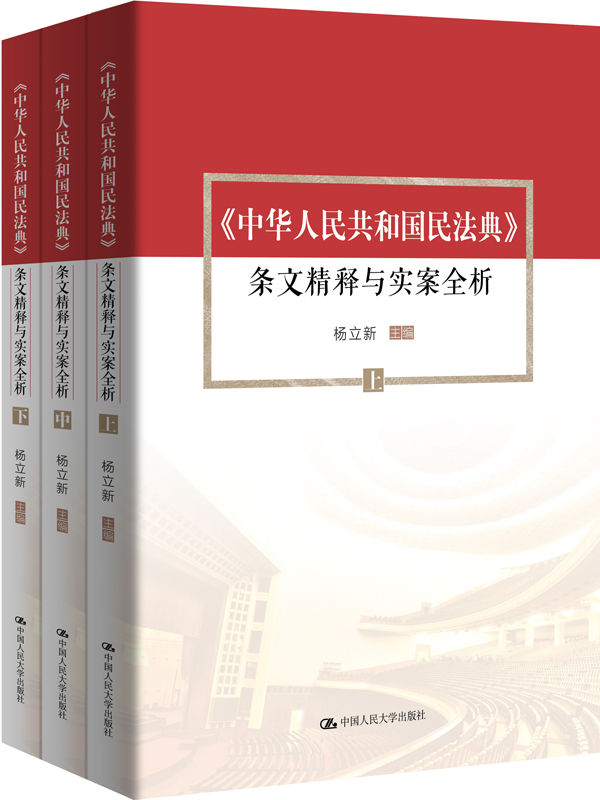 《中华人民共和国民法典》
条文精释与实案全析
杨立新 主编
上
中国人民大学出版社
《中华人民共和国民法典》
条文精释与实案全析
下
杨立新
主编
中国人民大学出版社
《中华人民共和国民法典》
条文精释与实案全析
中
杨立新
主编
中国人民大学出版社
《中华人民共和国民法典》
条文精释与实案全析
上
杨立新
主编
中国人民大学出版社